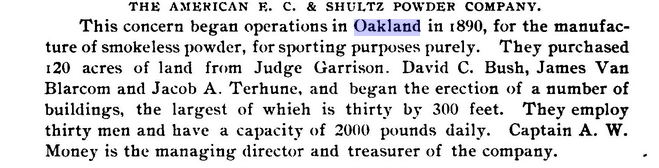 THE AMERICAN E. C. & SHULTZ POWDER COMPANY.
This concern began operations in Oakland in 1890, for the manufac-
ture of smokeless powder, for sporting purposes purely. They purchased
120 acres of land from Judge Garrison. David C. Bush, James Van
Blarcom and Jacob A. Terhune, and began the erection of a number of
buildings, the largest of which is thirty by 300 feet. They employ
thirty men and have a capacity of 2000 pounds daily. Captain A. W.
Money is the managing director and treasurer of the company.